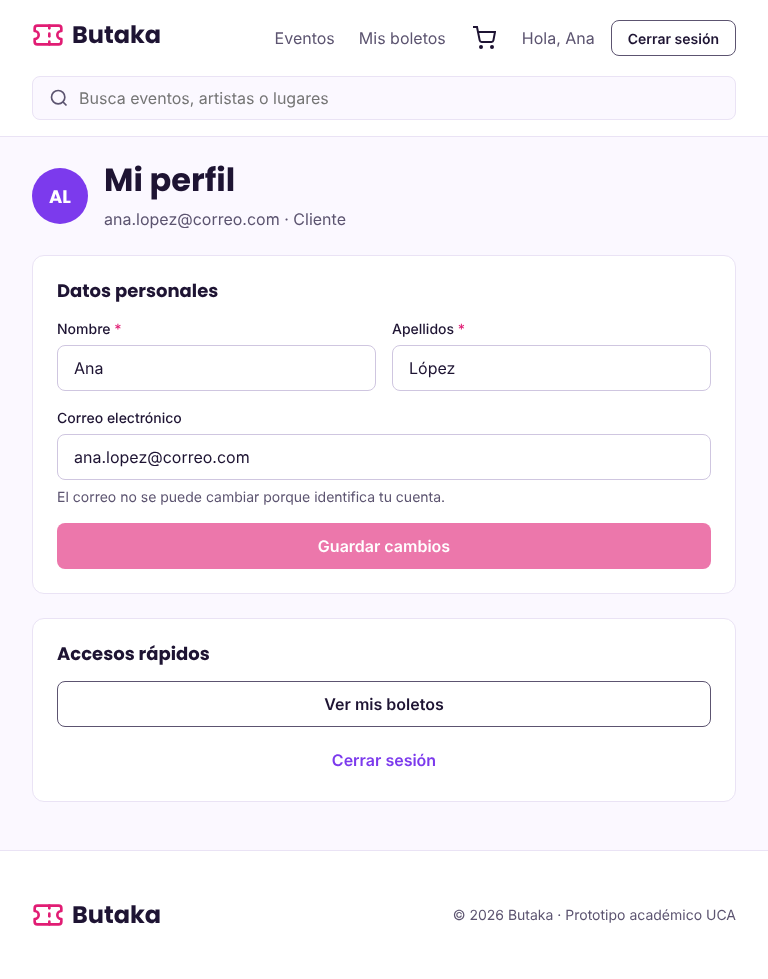 Butaka
Eventos
Mis boletos
Hola, Ana
Cerrar sesión
Busca eventos, artistas o lugares
AL
Mi perfil
ana.lopez@correo.com · Cliente
Datos personales
Nombre *
Apellidos *
Ana
López
Correo electrónico
ana.lopez@correo.com
El correo no se puede cambiar porque identifica tu cuenta.
Guardar cambios
Accesos rápidos
Ver mis boletos
Cerrar sesión
Butaka
© 2026 Butaka · Prototipo académico UCA